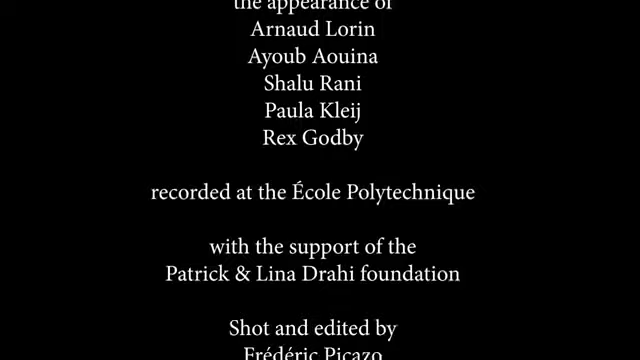 the appearance of
Arnaud Lorin
Ayoub Aouina
Shalu Rani
Paula Kleij
Rex Godby
recorded at the École Polytechnique
with the support of the
Patrick & Lina Drahi foundation
Shot and edited by
Frédéric Picazo